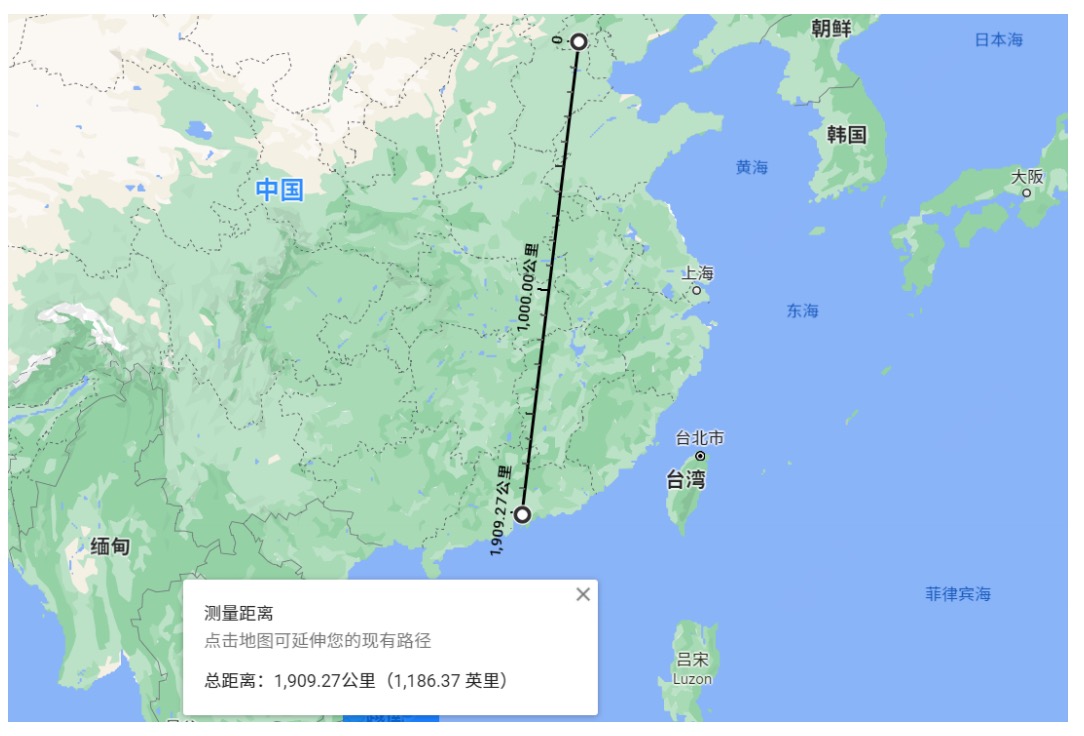 朝鲜
日本海
0
韩国
黄海
大阪
中国
1,000.00公里
上海
东海
台北市
台湾
1,909.27公里
缅甸
菲律宾海
测量距离
点击地图可延伸您的现有路径
总距离：1,909.27公里（1,186.37 英里）
吕宋
Luzon